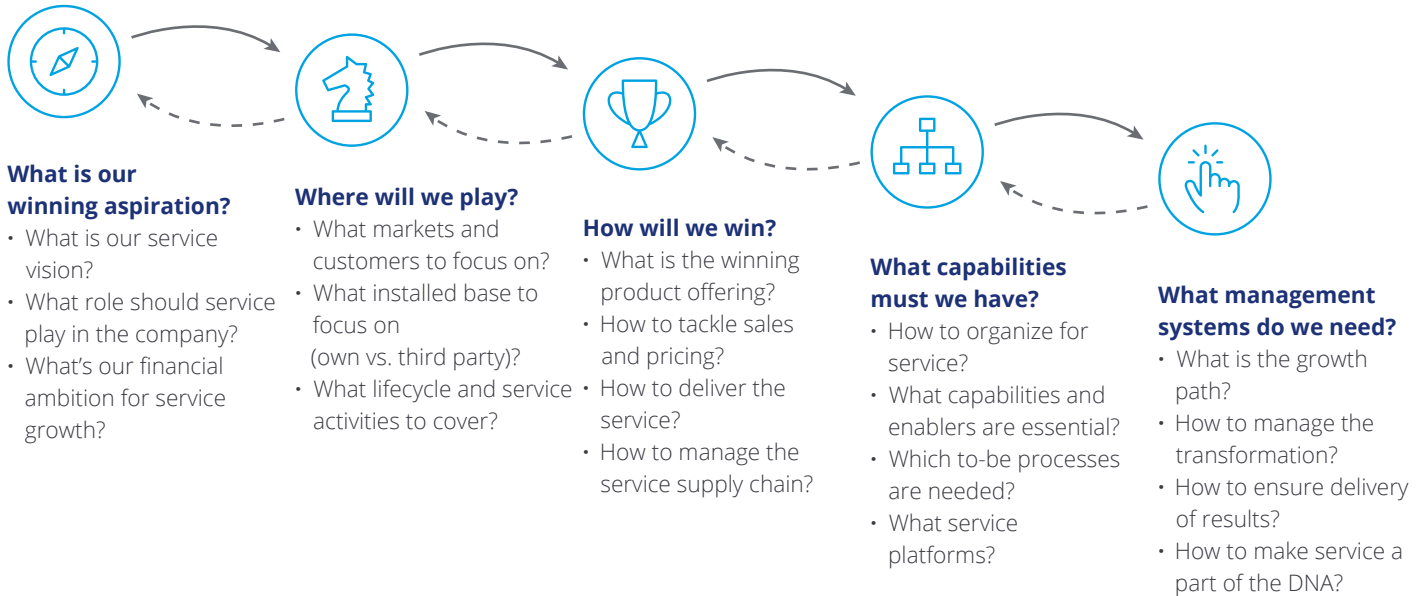 What is our
winning aspiration?
• What is our service
vision?
• What role should service
play in the company?
• What's our financial
ambition for service
growth?
Where will we play?
• What markets and
customers to focus on?
• What installed base to
focus on
(own vs. third party)?
• What lifecycle and service
activities to cover?
How will we win?
• What is the winning
product offering?
• How to tackle sales
and pricing?
• How to deliver the
service?
• How to manage the
service supply chain?
What capabilities
must we have?
• How to organize for
service?
• What capabilities and
enablers are essential?
• Which to-be processes
are needed?
• What service
platforms?
What management
systems do we need?
• What is the growth
path?
• How to manage the
transformation?
• How to ensure delivery
of results?
• How to make service a
part of the DNA?